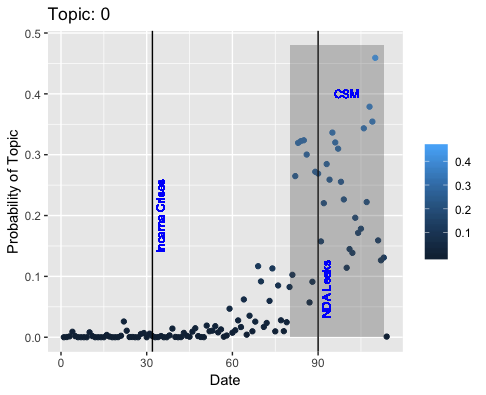 Topic: 0
0.5
0.4
0.3
0.2
0.1
0.0
Probability of Topic
Incarna Crises
CSM
NDA Leeks
0
30
60
90
Date
0.4
0.3
0.2
0.1